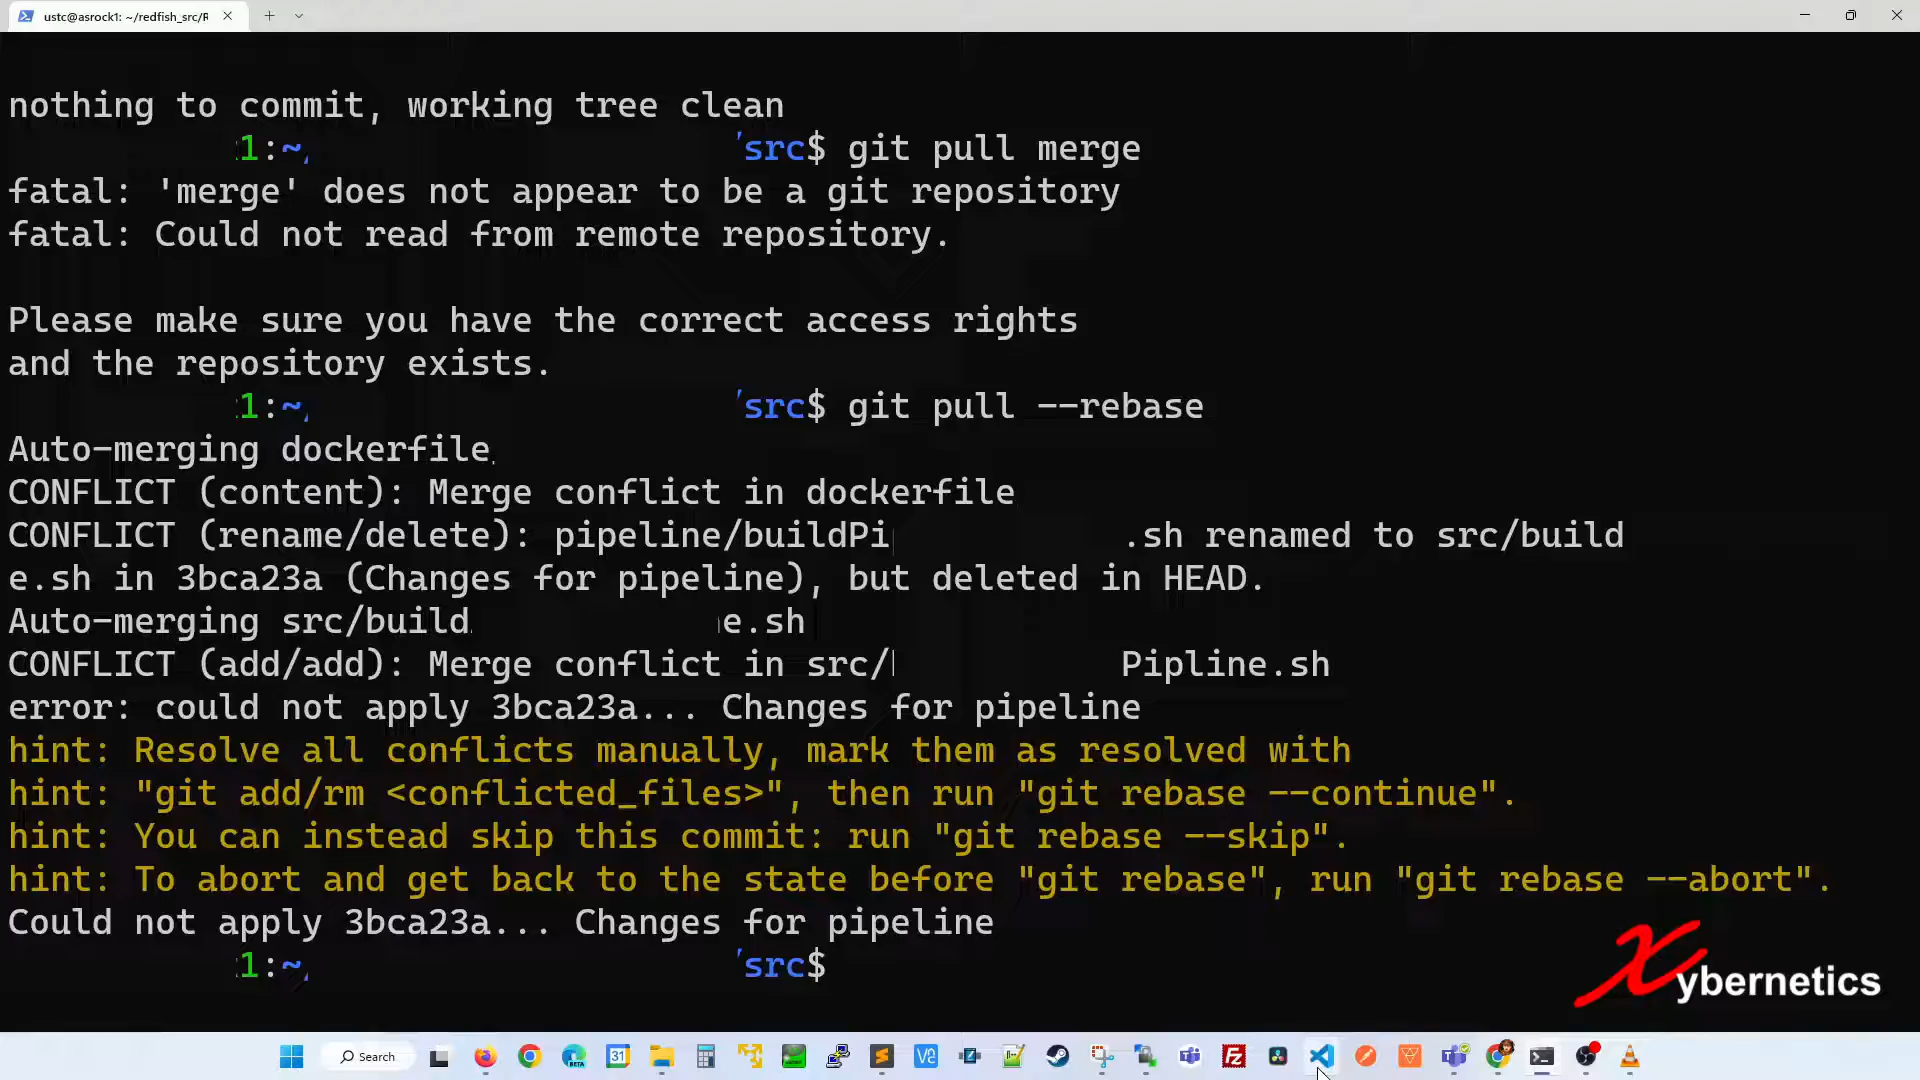 ustc@asrock1: ~/redfish_src/R
nothing to commit, working tree clean
1:~ src$ git pull merge
fatal: 'merge' does not appear to be a git repository
fatal: Could not read from remote repository.
Please make sure you have the correct access rights
and the repository exists.
1:~ src$ git pull --rebase
Auto-merging dockerfile
CONFLICT (content): Merge conflict in dockerfile
CONFLICT (rename/delete): pipeline/buildPi .sh renamed to src/build
e.sh in 3bca23a (Changes for pipeline), but deleted in HEAD.
Auto-merging src/build e.sh
CONFLICT (add/add): Merge conflict in src/ Pipline.sh
error: could not apply 3bca23a... Changes for pipeline
hint: Resolve all conflicts manually, mark them as resolved with
hint: "git add/rm <conflicted_files>", then run "git rebase --continue".
hint: You can instead skip this commit: run "git rebase --skip".
hint: To abort and get back to the state before "git rebase", run "git rebase --abort".
Could not apply 3bca23a... Changes for pipeline
1:~ src$
Xybernetics
Search